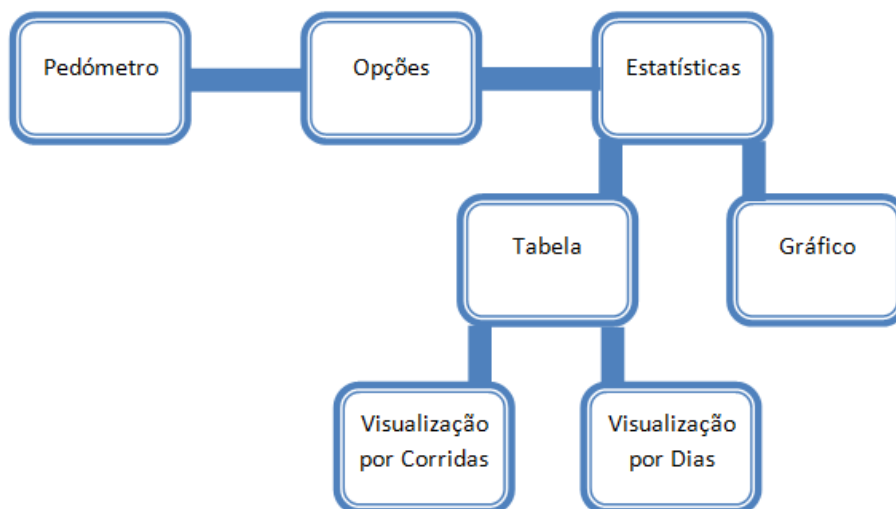 Pedómetro
Opções
Estatísticas
Tabela
Gráfico
Visualização
por Corridas
Visualização
por Dias